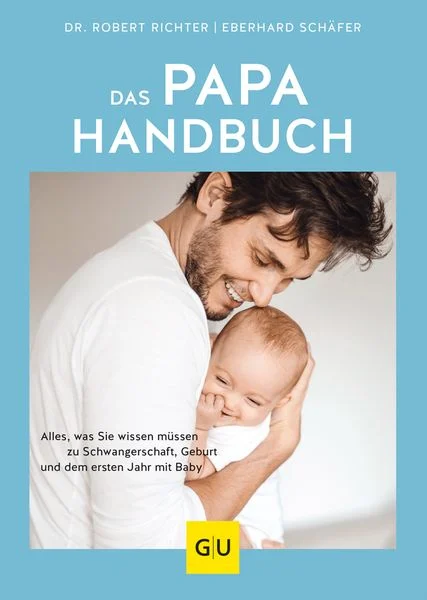 DR. ROBERT RICHTER | EBERHARD SCHÄFER
DAS PAPA
HANDBUCH
Alles, was Sie wissen müssen
zu Schwangerschaft, Geburt
und dem ersten Jahr mit Baby
G|U